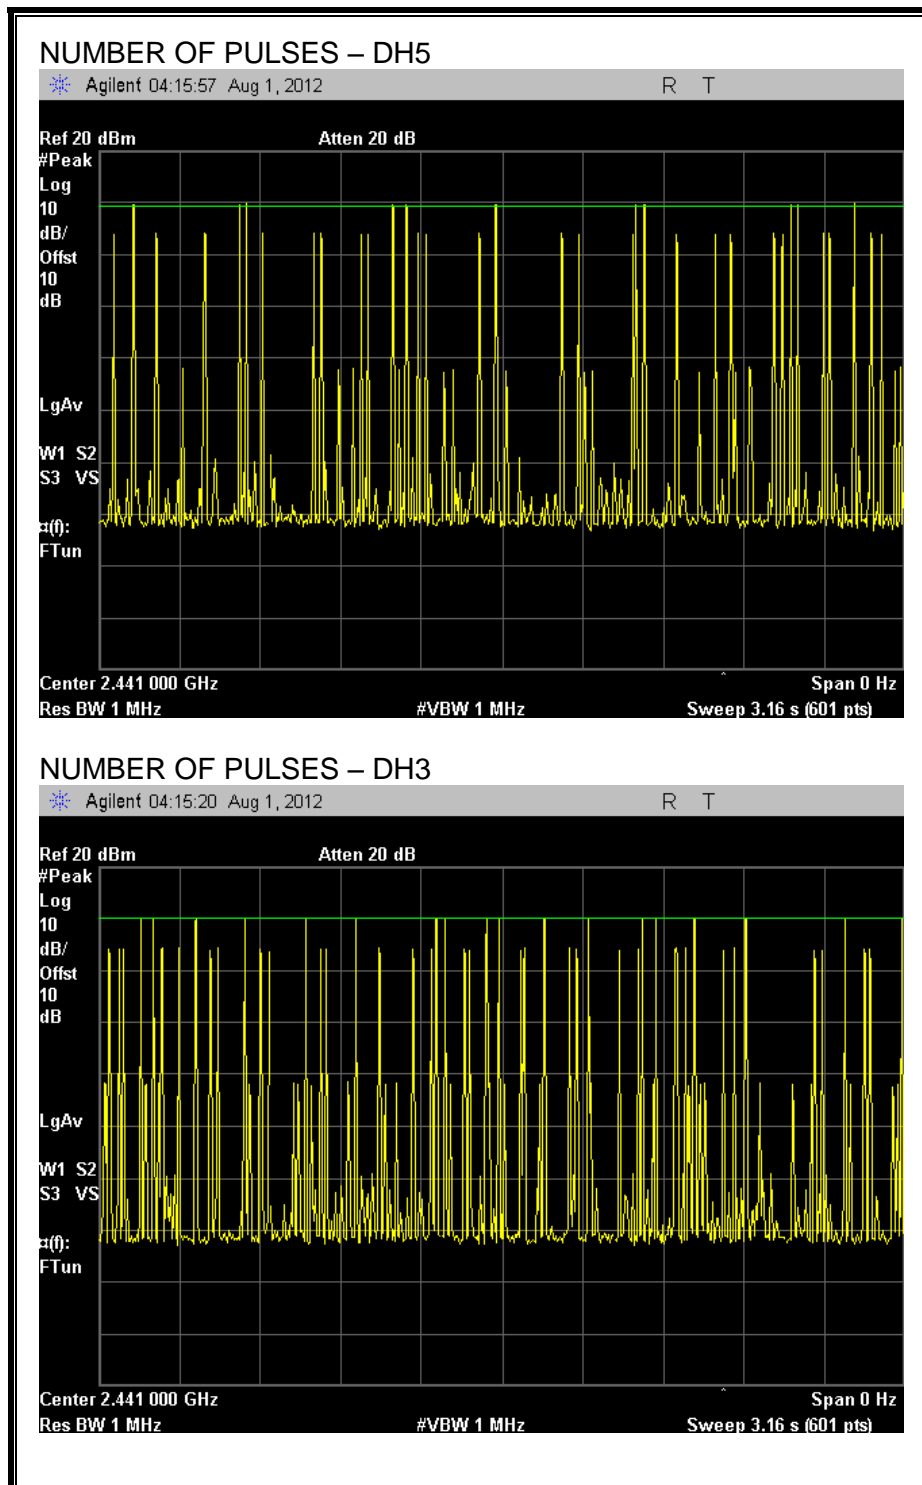 NUMBER OF PULSES – DH5
Agilent 04:15:57 Aug 1, 2012 R T
Ref 20 dBm Atten 20 dB
#Peak
Log
10
dB/
Offst
10
dB
LgAv
W1 S2
S3 VS
¤(f):
FTun
Center 2.441 000 GHz Span 0 Hz
Res BW 1 MHz #VBW 1 MHz Sweep 3.16 s (601 pts)
NUMBER OF PULSES – DH3
Agilent 04:15:20 Aug 1, 2012 R T
Ref 20 dBm Atten 20 dB
#Peak
Log
10
dB/
Offst
10
dB
LgAv
W1 S2
S3 VS
¤(f):
FTun
Center 2.441 000 GHz Span 0 Hz
Res BW 1 MHz #VBW 1 MHz Sweep 3.16 s (601 pts)